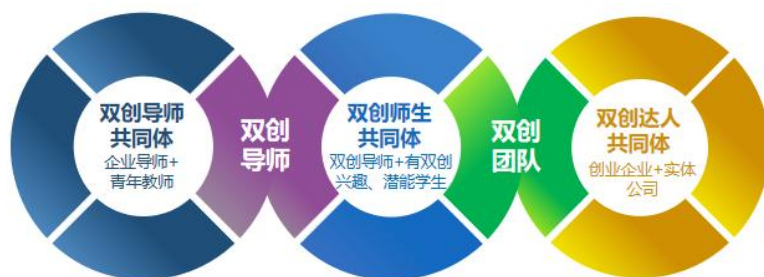 双创导师
共同体
企业导师+
青年教师
双创
导师
双创师生
共同体
双创导师+有双创
兴趣、潜能学生
双创
团队
双创达人
共同体
创业企业+实体
公司